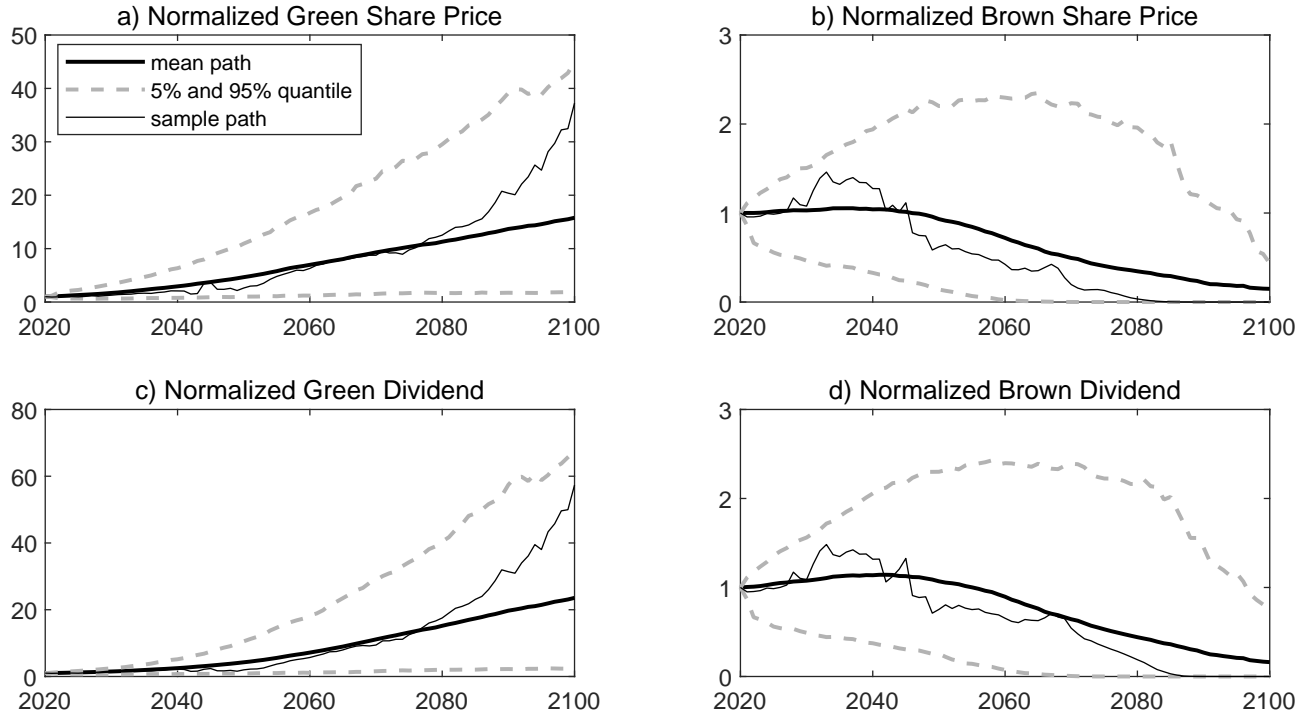 a) Normalized Green Share Price
50
40
30
20
10
0
mean path
5% and 95% quantile
sample path
2020 2040 2060 2080 2100
b) Normalized Brown Share Price
3
2
1
0
2020 2040 2060 2080 2100
c) Normalized Green Dividend
80
60
40
20
0
2020 2040 2060 2080 2100
d) Normalized Brown Dividend
3
2
1
0
2020 2040 2060 2080 2100